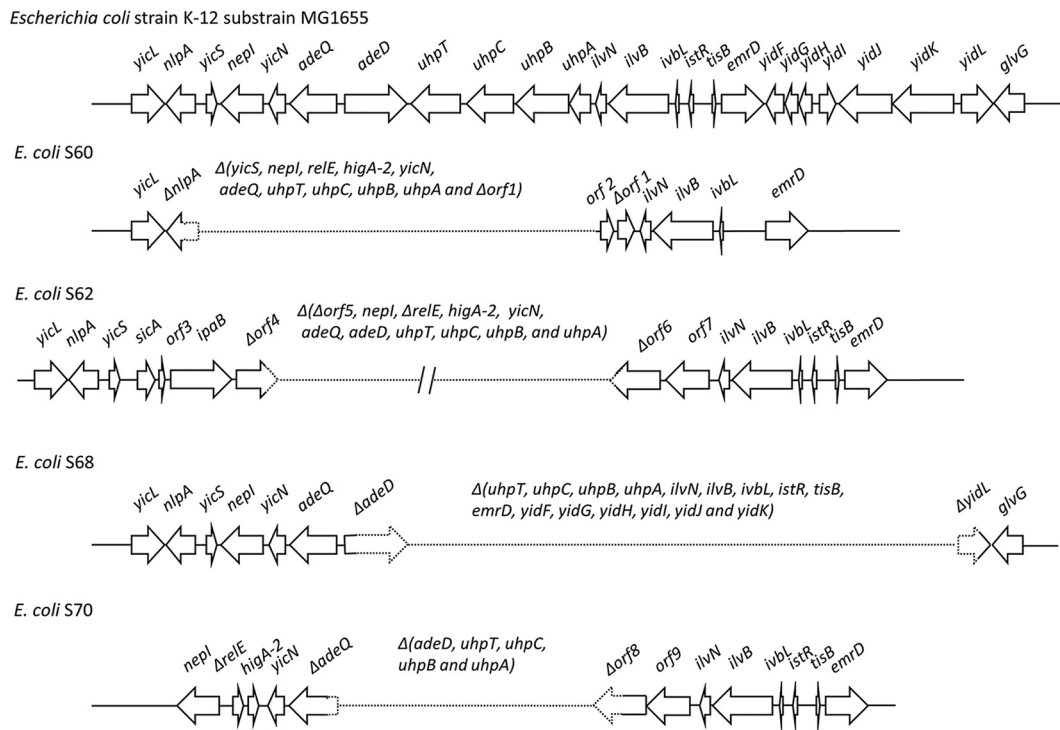 Escherichia coli strain K-12 substrain MG1655
yicL nlpA yicS nepI yicN adeQ adeD uhpT uhpC uhpB uhpA ilvN ilvB ivbL istR tisB emrD yidF yidG yidH yidI yidJ yidK yidL glvG
E. coli S60
yicL ΔnlpA
Δ(yicS, nepI, relE, higA-2, yicN,
adeQ, uhpT, uhpC, uhpB, uhpA and Δorf1)
orf 2 Δorf 1 ilvN ilvB ivbL emrD
E. coli S62
yicL nlpA yicS sicA orf3 ipaB Δorf4
Δ(Δorf5, nepI, ΔrelE, higA-2, yicN,
adeQ, adeD, uhpT, uhpC, uhpB, and uhpA)
Δorf6 orf7 ilvN ilvB ivbL istR tisB emrD
E. coli S68
yicL nlpA yicS nepI yicN adeQ ΔadeD
Δ(uhpT, uhpC, uhpB, uhpA, ilvN, ilvB, ivbL, istR, tisB,
emrD, yidF, yidG, yidH, yidI, yidJ and yidK)
ΔyidL glvG
E. coli S70
nepI ΔrelE higA-2 yicN ΔadeQ
Δ(adeD, uhpT, uhpC,
uhpB and uhpA)
Δorf8 orf9 ilvN ilvB ivbL istR tisB emrD